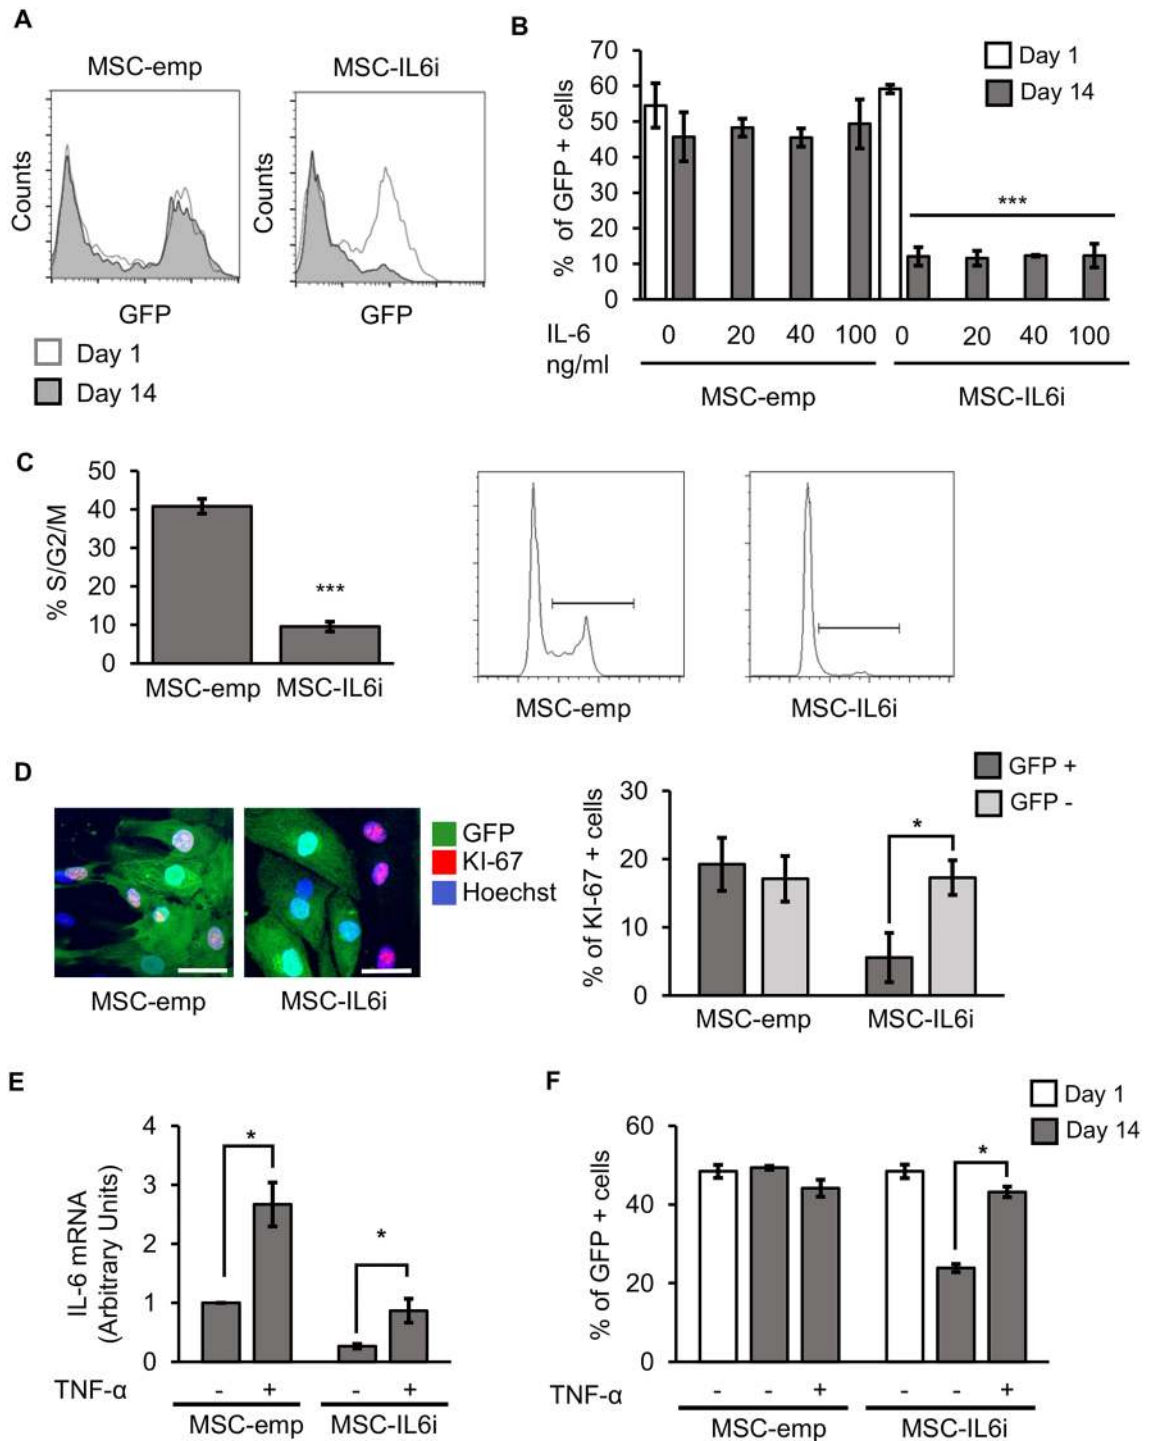 A
MSC-emp
MSC-IL6i
Counts
Counts
GFP
GFP
Day 1
Day 14
B
Day 1
Day 14
% of GFP + cells
70
60
50
40
30
20
10
0
***
IL-6 ng/ml
0 20 40 100 0 20 40 100
MSC-emp
MSC-IL6i
C
% S/G2/M
50
40
30
20
10
0
***
MSC-emp
MSC-IL6i
MSC-emp
MSC-IL6i
D
GFP
KI-67
Hoechst
MSC-emp
MSC-IL6i
GFP +
GFP -
% of KI-67 + cells
30
20
10
0
*
MSC-emp
MSC-IL6i
E
IL-6 mRNA
(Arbitrary Units)
4
3
2
1
0
*
*
TNF-α - + - +
MSC-emp
MSC-IL6i
F
Day 1
Day 14
% of GFP + cells
60
40
20
0
*
TNF-α - - + - - +
MSC-emp
MSC-IL6i